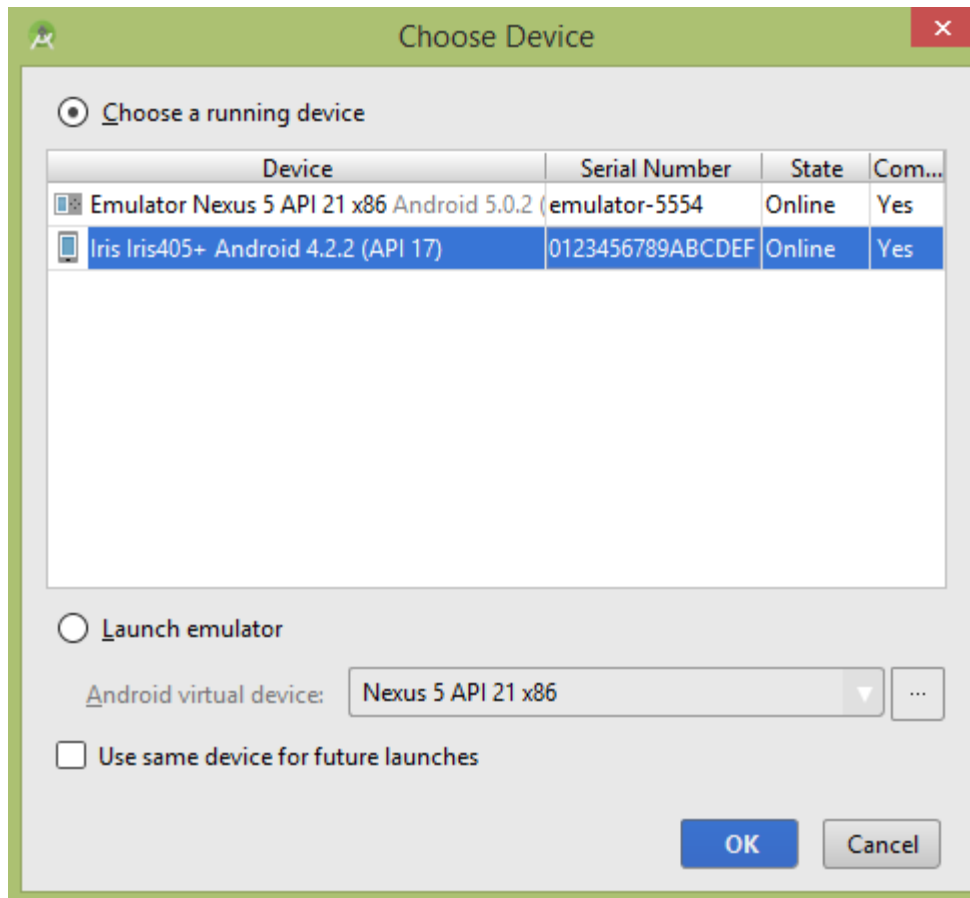 Choose Device
Choose a running device
Device Serial Number State Com...
Emulator Nexus 5 API 21 x86 Android 5.0.2 ( emulator-5554 Online Yes
Iris Iris405+ Android 4.2.2 (API 17) 0123456789ABCDEF Online Yes
Launch emulator
Android virtual device: Nexus 5 API 21 x86 ...
Use same device for future launches
OK Cancel